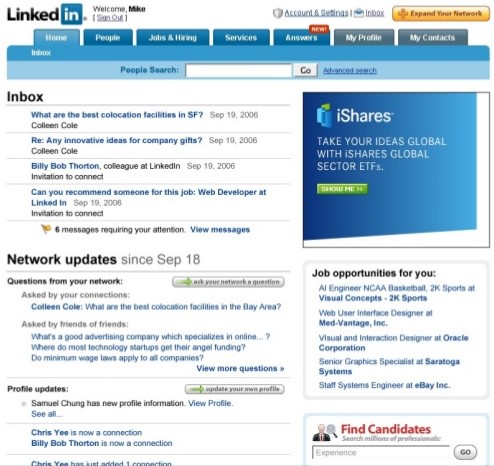 Linked in
Welcome, Mike
[ Sign Out ]
Account & Settings | Inbox
Expand Your Network
Home People Jobs & Hiring Services Answers NEW! My Profile My Contacts
Inbox
People Search: Go Advanced search
Inbox
What are the best colocation facilities in SF? Sep 19, 2006
Colleen Cole
Re: Any innovative ideas for company gifts? Sep 19, 2006
Colleen Cole
Billy Bob Thorton, colleague at LinkedIn Sep 19, 2006
Invitation to connect
Can you recommend someone for this job: Web Developer at
Linked In Sep 19, 2006
Invitation to connect
6 messages requiring your attention. View messages
iShares
TAKE YOUR IDEAS GLOBAL
WITH iSHARES GLOBAL
SECTOR ETFs.
SHOW ME >>
Network updates since Sep 18
Questions from your network: ask your network a question
Asked by your connections:
Colleen Cole: What are the best colocation facilities in the Bay Area?
Asked by friends of friends:
What's a good advertising company which specializes in online... ?
Where do most technology startups get their angel funding?
Do minimum wage laws apply to all companies?
View more questions >
Profile updates: update your own profile
Samuel Chung has new profile information. View Profile.
See all...
Chris Yee is now a connection
Billy Bob Thornton is now a connection
Chris Yee has just added 1 connection
Job opportunities for you:
AI Engineer NCAA Basketball, 2K Sports at
Visual Concepts - 2K Sports
Web User Interface Designer at
Med-Vantage, Inc.
Visual and Interaction Designer at Oracle
Corporation
Senior Graphics Specialist at Saratoga
Systems
Staff Systems Engineer at eBay Inc.
Find Candidates
Search millions of professionals:
Experience GO